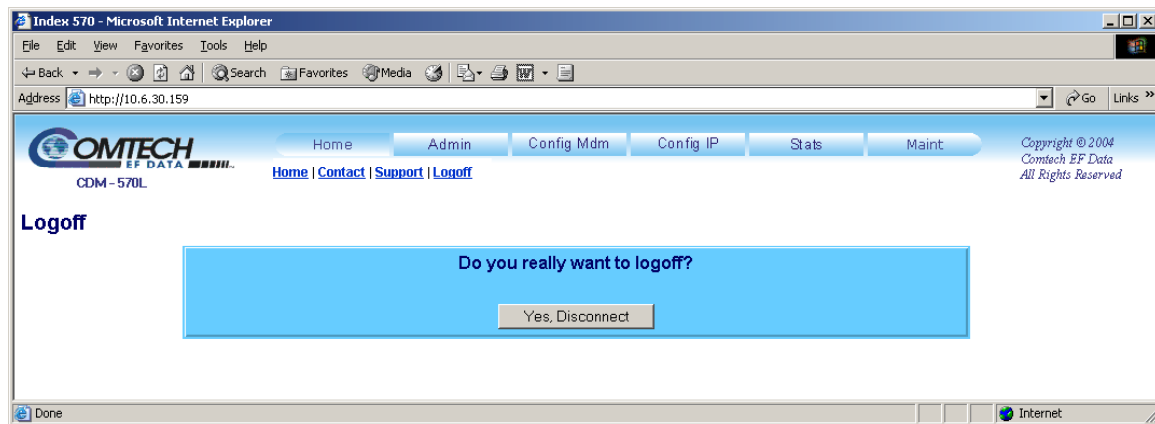 Index 570 - Microsoft Internet Explorer
File Edit View Favorites Tools Help
Back Search Favorites Media
Address http://10.6.30.159 Go Links »
COMTECH
EF DATA
CDM - 570L
Home Admin Config Mdm Config IP Stats Maint
Home | Contact | Support | Logoff
Copyright © 2004
Comtech EF Data
All Rights Reserved
Logoff
Do you really want to logoff?
Yes, Disconnect
Done Internet